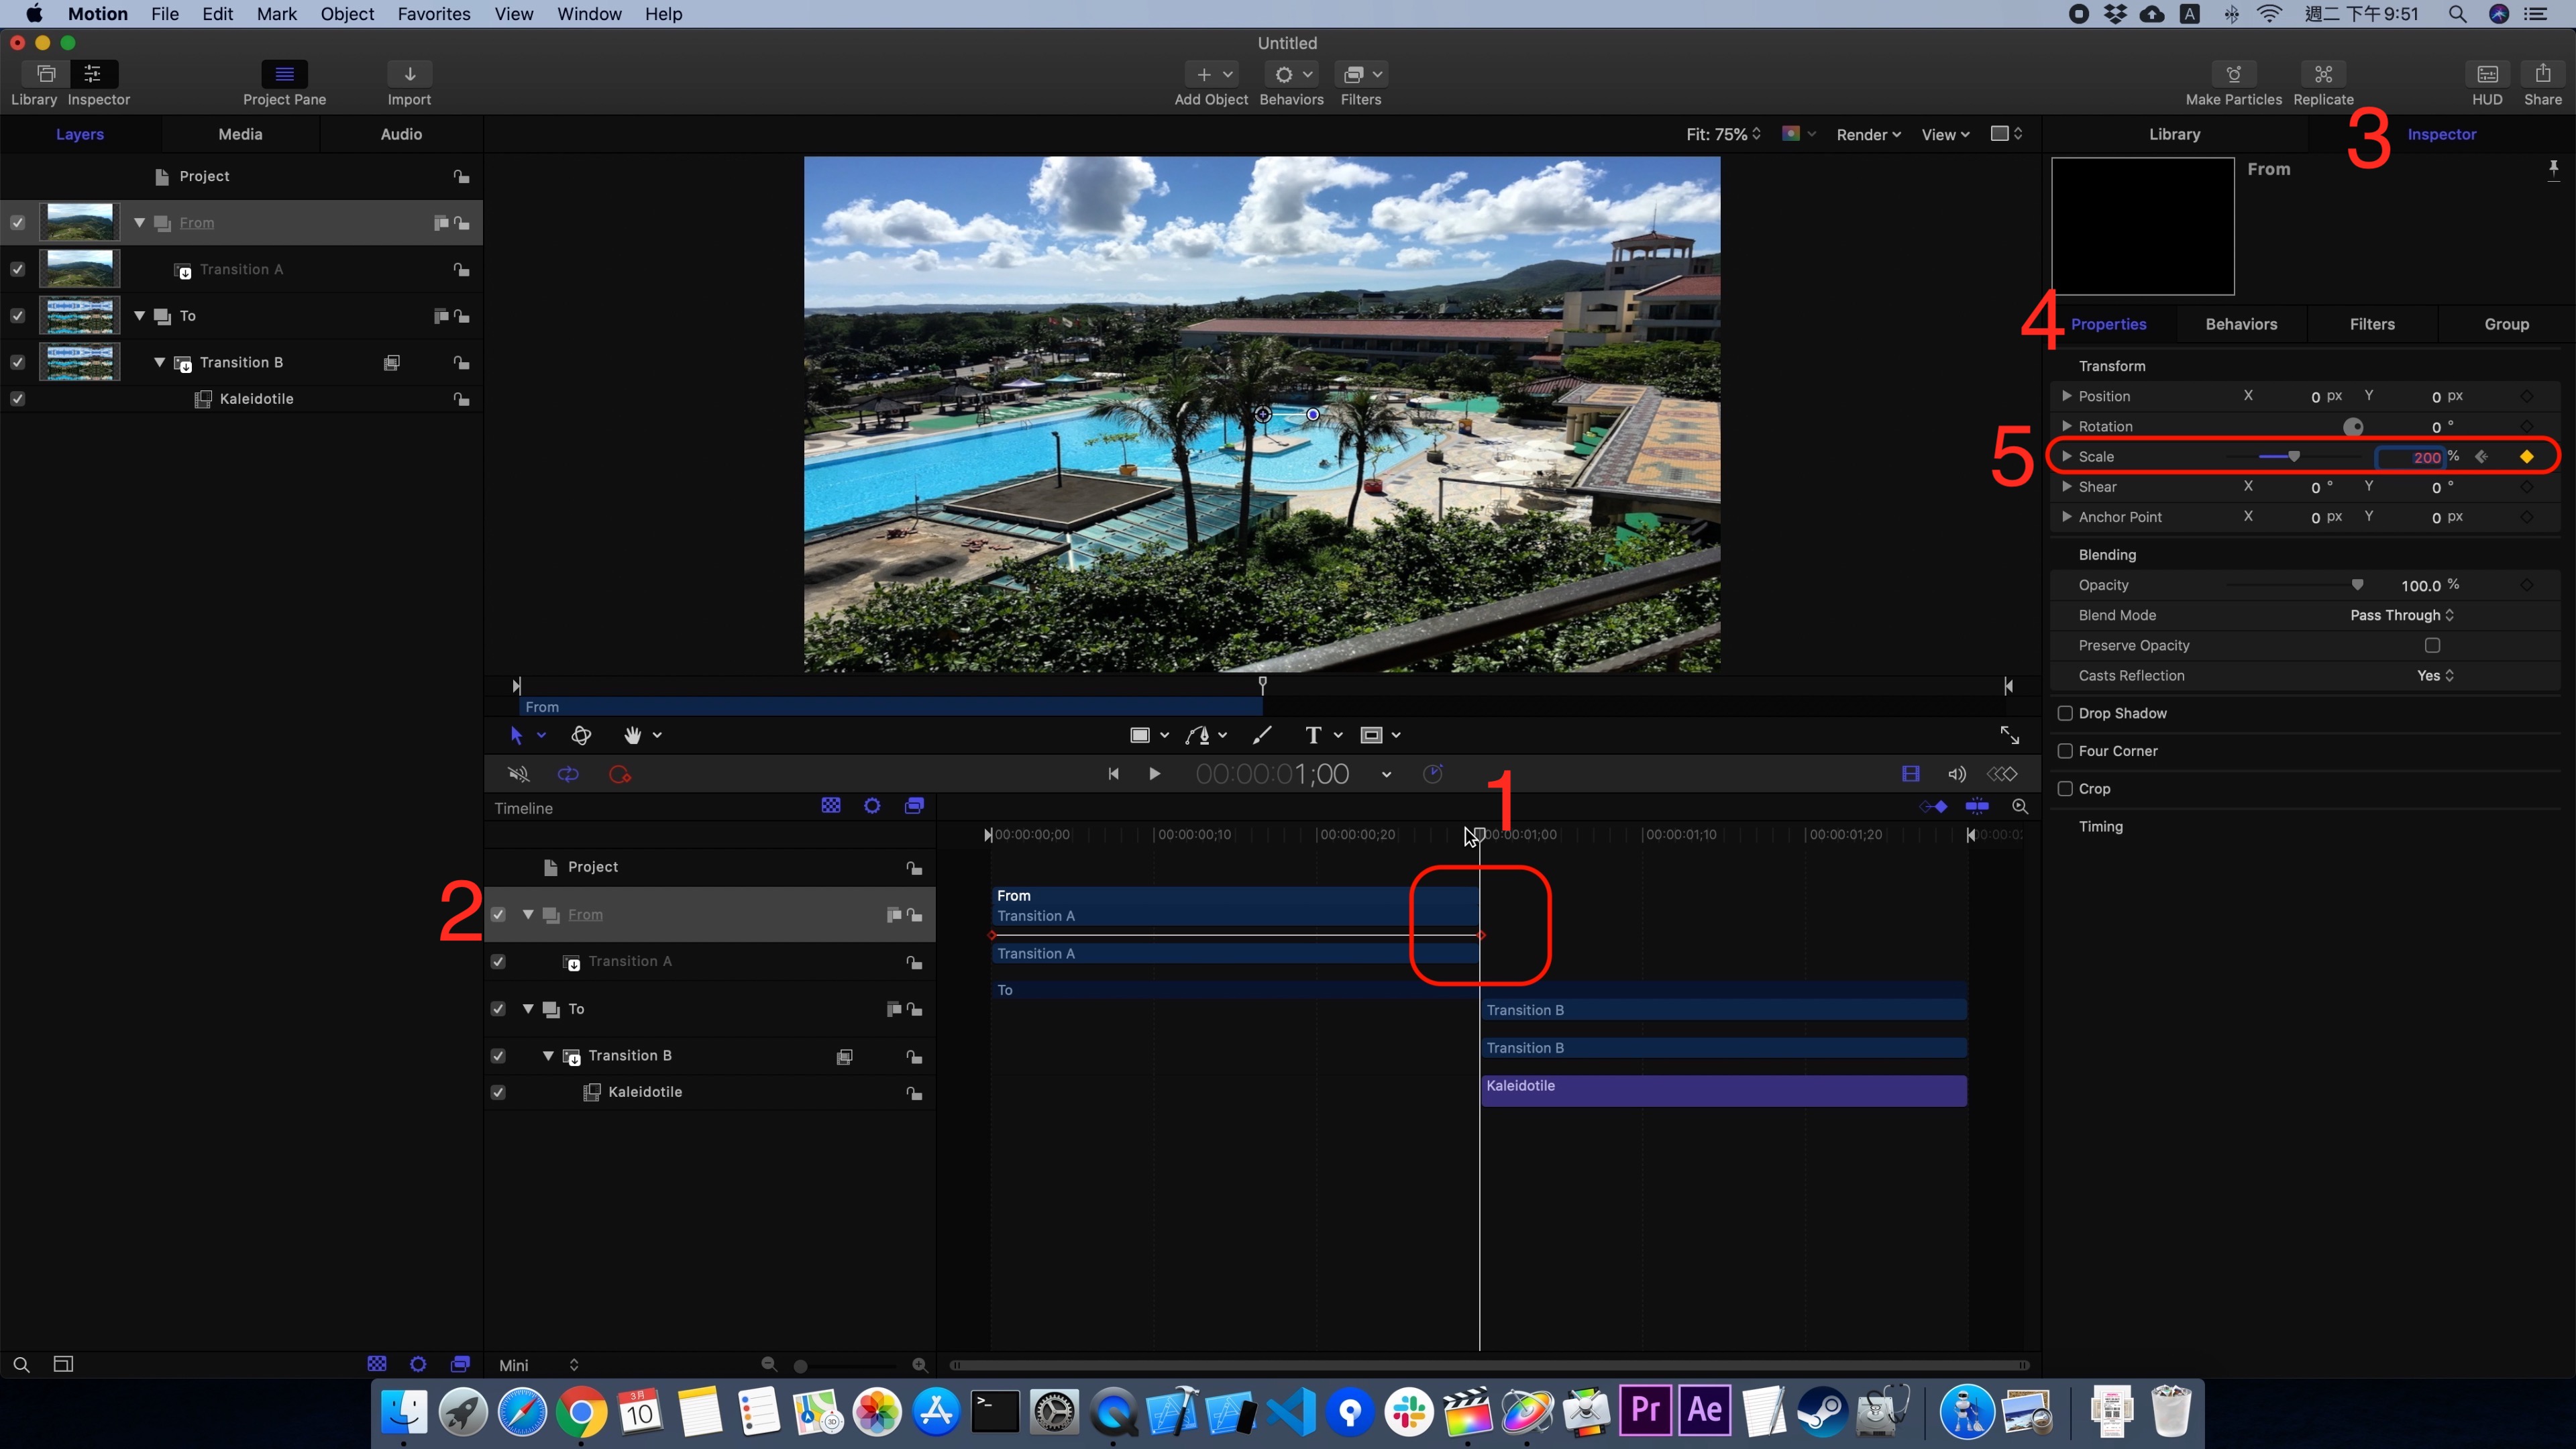 Motion File Edit Mark Object Favorites View Window Help A 週二 下午9:51
Untitled
Library Inspector Project Pane Import Add Object Behaviors Filters Make Particles Replicate HUD Share
Layers Media Audio Fit: 75% Render View Library 3 Inspector
Project
From
From
Transition A
To
Transition B
Kaleidotile
4 Properties Behaviors Filters Group
Transform
Position X 0 px Y 0 px
Rotation 0 °
5 Scale 200 %
Shear X 0 ° Y 0 °
Anchor Point X 0 px Y 0 px
Blending
Opacity 100.0 %
Blend Mode Pass Through
Preserve Opacity
Casts Reflection Yes
Drop Shadow
Four Corner
Crop
Timing
From
T
00:00:00:01;00
1
Timeline
00:00:00;00 00:00:00;10 00:00:00;20 00:00:01;00 00:00:01;10 00:00:01;20
Project
2 From
From
Transition A
Transition A
Transition A
To
To
Transition B
Transition B
Transition B
Kaleidotile
Kaleidotile
Mini
3月
10
3D
>_
Pr Ae